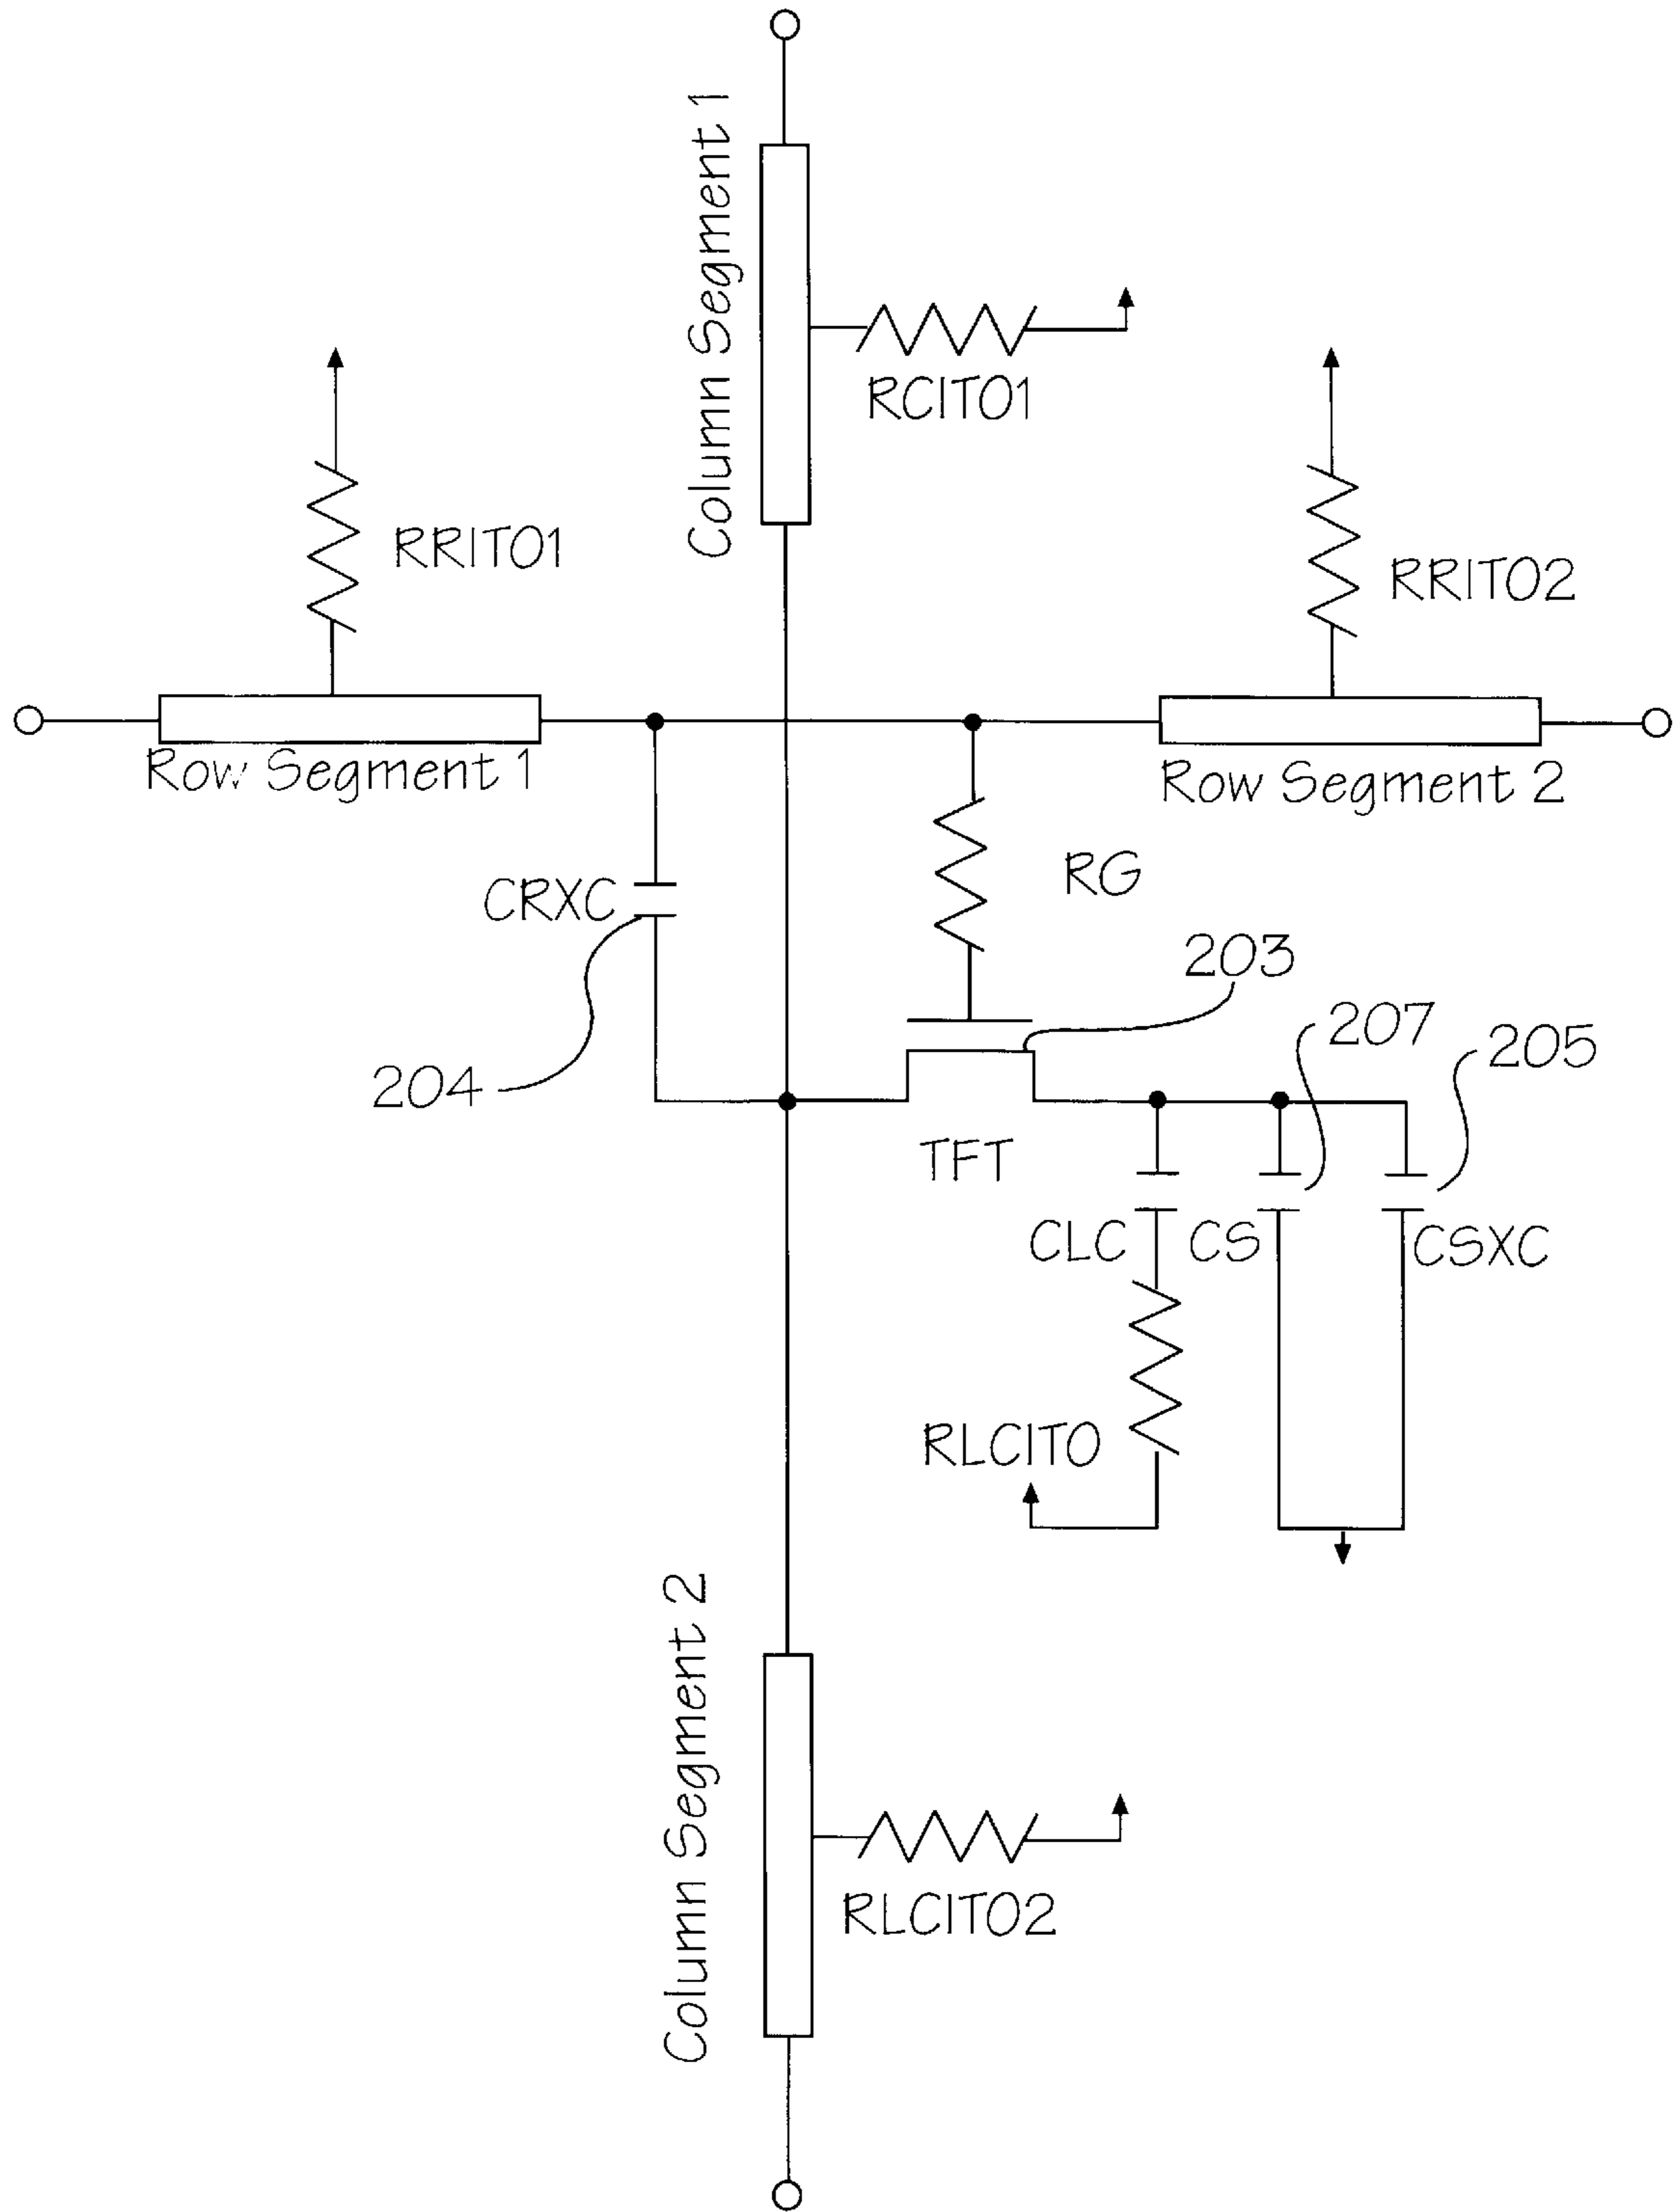 Column Segment 1
RCITO1
RRITO1
RRITO2
Row Segment 1
Row Segment 2
CRXC
RG
203
207
205
204
TFT
CLC
CS
CSXC
RLCITO
Column Segment 2
RLCITO2